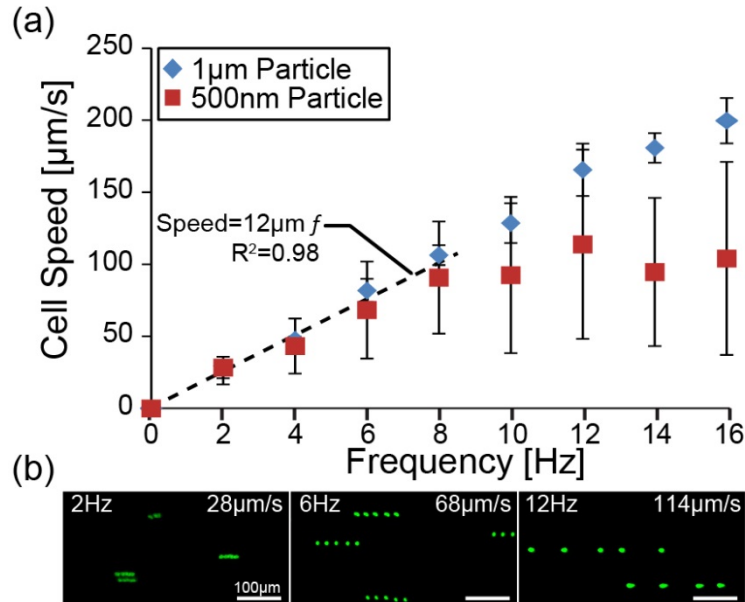 (a)
250
200
150
100
50
0
Cell Speed [µm/s]
1µm Particle
500nm Particle
Speed=12µm f
R²=0.98
0 2 4 6 8 10 12 14 16
Frequency [Hz]
(b)
2Hz 28µm/s 6Hz 68µm/s 12Hz 114µm/s
100µm